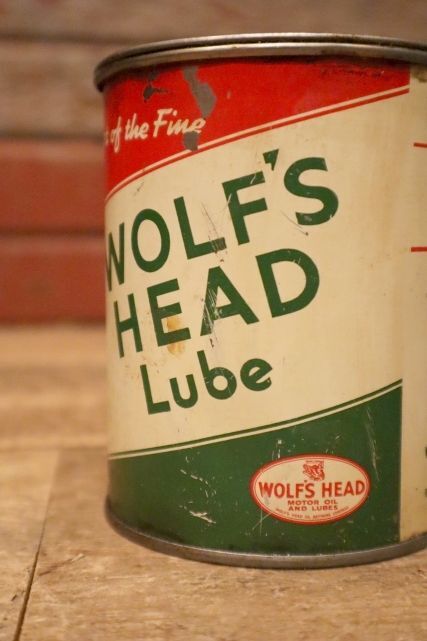 of the Fine
WOLF'S
HEAD
Lube
WOLF'S HEAD
MOTOR OIL
AND LUBES